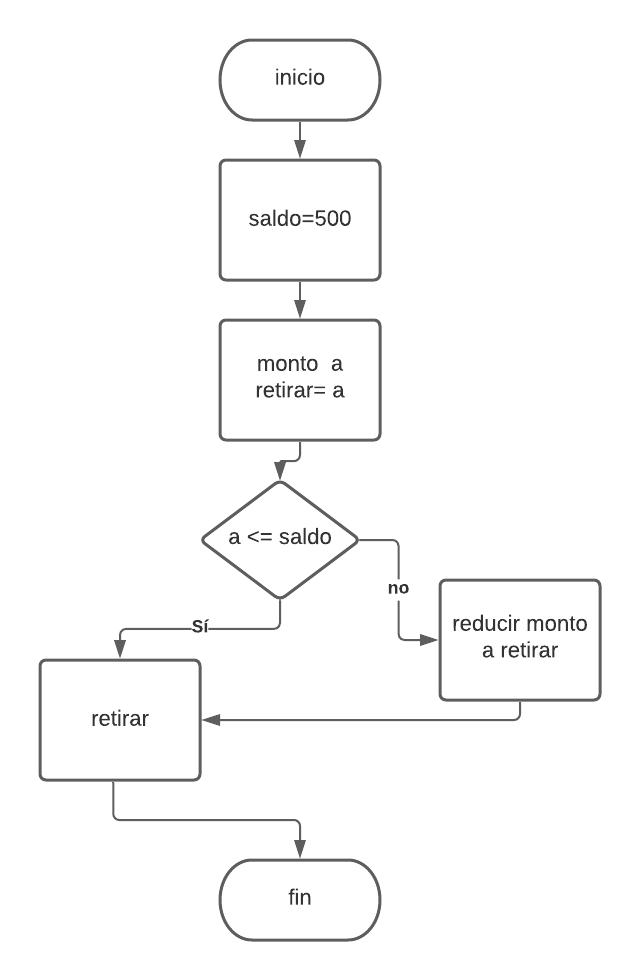 inicio
saldo=500
monto  a
retirar= a
a <= saldo
no
reducir monto
a retirar
Sí
retirar
fin